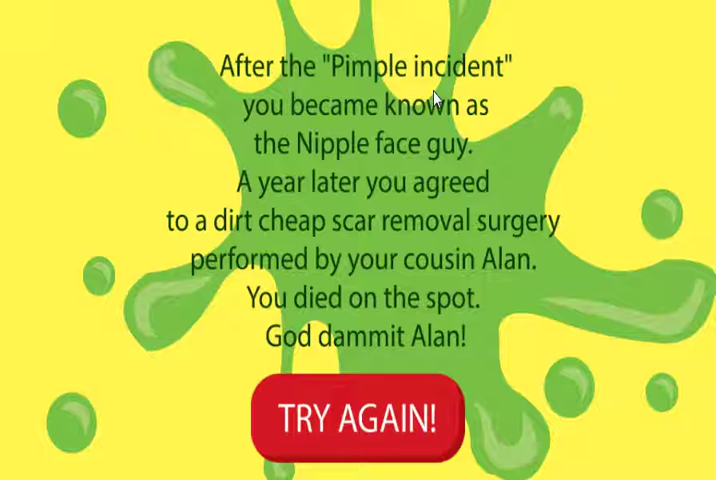 After the "Pimple incident"
you became known as
the Nipple face guy.
A year later you agreed
to a dirt cheap scar removal surgery
performed by your cousin Alan.
You died on the spot.
God dammit Alan!
TRY AGAIN!